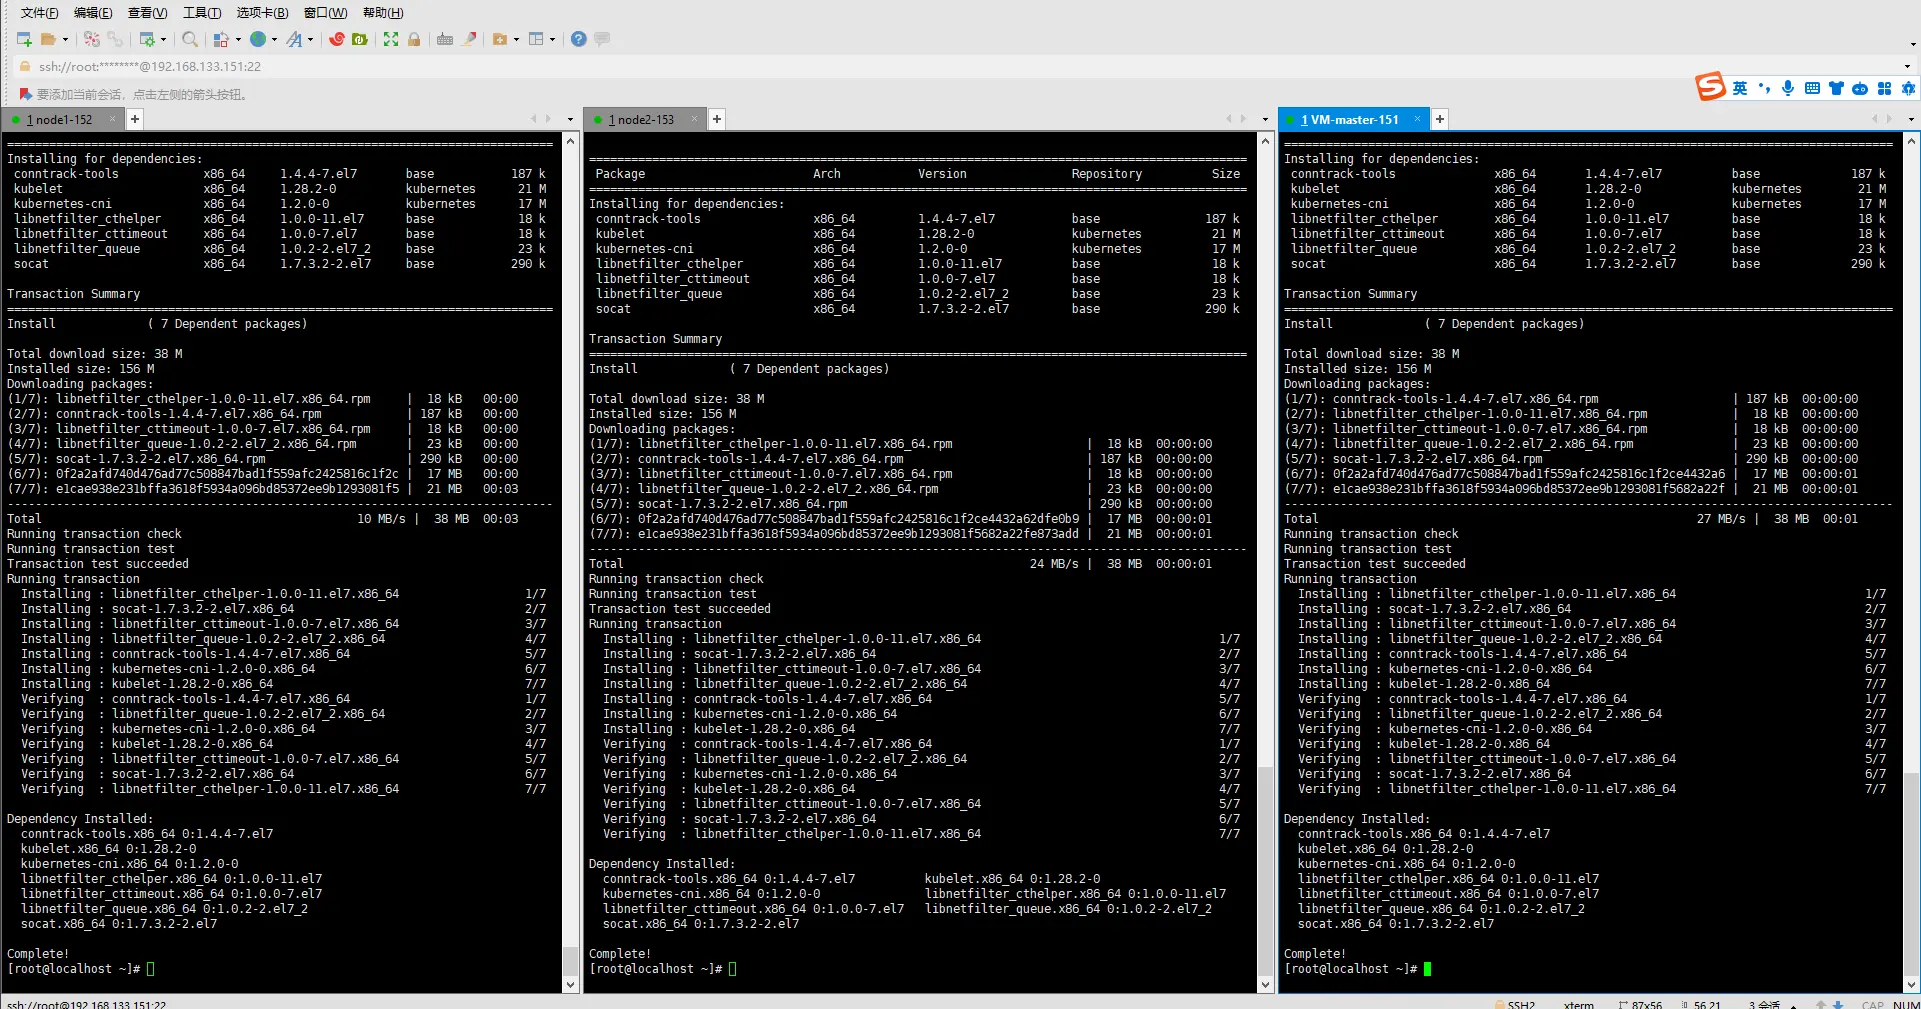 文件(F) 编辑(E) 查看(V) 工具(T) 选项卡(B) 窗口(W) 帮助(H)
ssh://root:********@192.168.133.151:22
要添加当前会话，点击左侧的箭头按钮。
英
1 node1-152
================================================================
Installing for dependencies:
conntrack-tools x86_64 1.4.4-7.el7 base 187 k
kubelet x86_64 1.28.2-0 kubernetes 21 M
kubernetes-cni x86_64 1.2.0-0 kubernetes 17 M
libnetfilter_cthelper x86_64 1.0.0-11.el7 base 18 k
libnetfilter_cttimeout x86_64 1.0.0-7.el7 base 18 k
libnetfilter_queue x86_64 1.0.2-2.el7_2 base 23 k
socat x86_64 1.7.3.2-2.el7 base 290 k
Transaction Summary
================================================================
Install ( 7 Dependent packages)
Total download size: 38 M
Installed size: 156 M
Downloading packages:
(1/7): libnetfilter_cthelper-1.0.0-11.el7.x86_64.rpm | 18 kB 00:00
(2/7): conntrack-tools-1.4.4-7.el7.x86_64.rpm | 187 kB 00:00
(3/7): libnetfilter_cttimeout-1.0.0-7.el7.x86_64.rpm | 18 kB 00:00
(4/7): libnetfilter_queue-1.0.2-2.el7_2.x86_64.rpm | 23 kB 00:00
(5/7): socat-1.7.3.2-2.el7.x86_64.rpm | 290 kB 00:00
(6/7): 0f2a2afd740d476ad77c508847bad1f559afc2425816c1f2c | 17 MB 00:00
(7/7): e1cae938e231bffa3618f5934a096bd85372ee9b1293081f5 | 21 MB 00:03
----------------------------------------------------------------
Total 10 MB/s | 38 MB 00:03
Running transaction check
Running transaction test
Transaction test succeeded
Running transaction
Installing : libnetfilter_cthelper-1.0.0-11.el7.x86_64 1/7
Installing : socat-1.7.3.2-2.el7.x86_64 2/7
Installing : libnetfilter_cttimeout-1.0.0-7.el7.x86_64 3/7
Installing : libnetfilter_queue-1.0.2-2.el7_2.x86_64 4/7
Installing : conntrack-tools-1.4.4-7.el7.x86_64 5/7
Installing : kubernetes-cni-1.2.0-0.x86_64 6/7
Installing : kubelet-1.28.2-0.x86_64 7/7
Verifying : conntrack-tools-1.4.4-7.el7.x86_64 1/7
Verifying : libnetfilter_queue-1.0.2-2.el7_2.x86_64 2/7
Verifying : kubernetes-cni-1.2.0-0.x86_64 3/7
Verifying : kubelet-1.28.2-0.x86_64 4/7
Verifying : libnetfilter_cttimeout-1.0.0-7.el7.x86_64 5/7
Verifying : socat-1.7.3.2-2.el7.x86_64 6/7
Verifying : libnetfilter_cthelper-1.0.0-11.el7.x86_64 7/7
Dependency Installed:
conntrack-tools.x86_64 0:1.4.4-7.el7
kubelet.x86_64 0:1.28.2-0
kubernetes-cni.x86_64 0:1.2.0-0
libnetfilter_cthelper.x86_64 0:1.0.0-11.el7
libnetfilter_cttimeout.x86_64 0:1.0.0-7.el7
libnetfilter_queue.x86_64 0:1.0.2-2.el7_2
socat.x86_64 0:1.7.3.2-2.el7
Complete!
[root@localhost ~]#
1 node2-153
================================================================
Package Arch Version Repository Size
================================================================
Installing for dependencies:
conntrack-tools x86_64 1.4.4-7.el7 base 187 k
kubelet x86_64 1.28.2-0 kubernetes 21 M
kubernetes-cni x86_64 1.2.0-0 kubernetes 17 M
libnetfilter_cthelper x86_64 1.0.0-11.el7 base 18 k
libnetfilter_cttimeout x86_64 1.0.0-7.el7 base 18 k
libnetfilter_queue x86_64 1.0.2-2.el7_2 base 23 k
socat x86_64 1.7.3.2-2.el7 base 290 k
Transaction Summary
================================================================
Install ( 7 Dependent packages)
Total download size: 38 M
Installed size: 156 M
Downloading packages:
(1/7): libnetfilter_cthelper-1.0.0-11.el7.x86_64.rpm | 18 kB 00:00:00
(2/7): conntrack-tools-1.4.4-7.el7.x86_64.rpm | 187 kB 00:00:00
(3/7): libnetfilter_cttimeout-1.0.0-7.el7.x86_64.rpm | 18 kB 00:00:00
(4/7): libnetfilter_queue-1.0.2-2.el7_2.x86_64.rpm | 23 kB 00:00:00
(5/7): socat-1.7.3.2-2.el7.x86_64.rpm | 290 kB 00:00:00
(6/7): 0f2a2afd740d476ad77c508847bad1f559afc2425816c1f2ce4432a62dfe0b9 | 17 MB 00:00:01
(7/7): e1cae938e231bffa3618f5934a096bd85372ee9b1293081f5682a22fe873add | 21 MB 00:00:01
----------------------------------------------------------------
Total 24 MB/s | 38 MB 00:00:01
Running transaction check
Running transaction test
Transaction test succeeded
Running transaction
Installing : libnetfilter_cthelper-1.0.0-11.el7.x86_64 1/7
Installing : socat-1.7.3.2-2.el7.x86_64 2/7
Installing : libnetfilter_cttimeout-1.0.0-7.el7.x86_64 3/7
Installing : libnetfilter_queue-1.0.2-2.el7_2.x86_64 4/7
Installing : conntrack-tools-1.4.4-7.el7.x86_64 5/7
Installing : kubernetes-cni-1.2.0-0.x86_64 6/7
Installing : kubelet-1.28.2-0.x86_64 7/7
Verifying : conntrack-tools-1.4.4-7.el7.x86_64 1/7
Verifying : libnetfilter_queue-1.0.2-2.el7_2.x86_64 2/7
Verifying : kubernetes-cni-1.2.0-0.x86_64 3/7
Verifying : kubelet-1.28.2-0.x86_64 4/7
Verifying : libnetfilter_cttimeout-1.0.0-7.el7.x86_64 5/7
Verifying : socat-1.7.3.2-2.el7.x86_64 6/7
Verifying : libnetfilter_cthelper-1.0.0-11.el7.x86_64 7/7
Dependency Installed:
conntrack-tools.x86_64 0:1.4.4-7.el7 kubelet.x86_64 0:1.28.2-0
kubernetes-cni.x86_64 0:1.2.0-0 libnetfilter_cthelper.x86_64 0:1.0.0-11.el7
libnetfilter_cttimeout.x86_64 0:1.0.0-7.el7 libnetfilter_queue.x86_64 0:1.0.2-2.el7_2
socat.x86_64 0:1.7.3.2-2.el7
Complete!
[root@localhost ~]#
1 VM-master-151
================================================================
Installing for dependencies:
conntrack-tools x86_64 1.4.4-7.el7 base 187 k
kubelet x86_64 1.28.2-0 kubernetes 21 M
kubernetes-cni x86_64 1.2.0-0 kubernetes 17 M
libnetfilter_cthelper x86_64 1.0.0-11.el7 base 18 k
libnetfilter_cttimeout x86_64 1.0.0-7.el7 base 18 k
libnetfilter_queue x86_64 1.0.2-2.el7_2 base 23 k
socat x86_64 1.7.3.2-2.el7 base 290 k
Transaction Summary
================================================================
Install ( 7 Dependent packages)
Total download size: 38 M
Installed size: 156 M
Downloading packages:
(1/7): conntrack-tools-1.4.4-7.el7.x86_64.rpm | 187 kB 00:00:00
(2/7): libnetfilter_cthelper-1.0.0-11.el7.x86_64.rpm | 18 kB 00:00:00
(3/7): libnetfilter_cttimeout-1.0.0-7.el7.x86_64.rpm | 18 kB 00:00:00
(4/7): libnetfilter_queue-1.0.2-2.el7_2.x86_64.rpm | 23 kB 00:00:00
(5/7): socat-1.7.3.2-2.el7.x86_64.rpm | 290 kB 00:00:00
(6/7): 0f2a2afd740d476ad77c508847bad1f559afc2425816c1f2ce4432a6 | 17 MB 00:00:01
(7/7): e1cae938e231bffa3618f5934a096bd85372ee9b1293081f5682a22f | 21 MB 00:00:01
----------------------------------------------------------------
Total 27 MB/s | 38 MB 00:01
Running transaction check
Running transaction test
Transaction test succeeded
Running transaction
Installing : libnetfilter_cthelper-1.0.0-11.el7.x86_64 1/7
Installing : socat-1.7.3.2-2.el7.x86_64 2/7
Installing : libnetfilter_cttimeout-1.0.0-7.el7.x86_64 3/7
Installing : libnetfilter_queue-1.0.2-2.el7_2.x86_64 4/7
Installing : conntrack-tools-1.4.4-7.el7.x86_64 5/7
Installing : kubernetes-cni-1.2.0-0.x86_64 6/7
Installing : kubelet-1.28.2-0.x86_64 7/7
Verifying : conntrack-tools-1.4.4-7.el7.x86_64 1/7
Verifying : libnetfilter_queue-1.0.2-2.el7_2.x86_64 2/7
Verifying : kubernetes-cni-1.2.0-0.x86_64 3/7
Verifying : kubelet-1.28.2-0.x86_64 4/7
Verifying : libnetfilter_cttimeout-1.0.0-7.el7.x86_64 5/7
Verifying : socat-1.7.3.2-2.el7.x86_64 6/7
Verifying : libnetfilter_cthelper-1.0.0-11.el7.x86_64 7/7
Dependency Installed:
conntrack-tools.x86_64 0:1.4.4-7.el7
kubelet.x86_64 0:1.28.2-0
kubernetes-cni.x86_64 0:1.2.0-0
libnetfilter_cthelper.x86_64 0:1.0.0-11.el7
libnetfilter_cttimeout.x86_64 0:1.0.0-7.el7
libnetfilter_queue.x86_64 0:1.0.2-2.el7_2
socat.x86_64 0:1.7.3.2-2.el7
Complete!
[root@localhost ~]#
ssh://root@192.168.133.151:22 SSH2 xterm 87x56 56,21 3 会话 CAP NUM